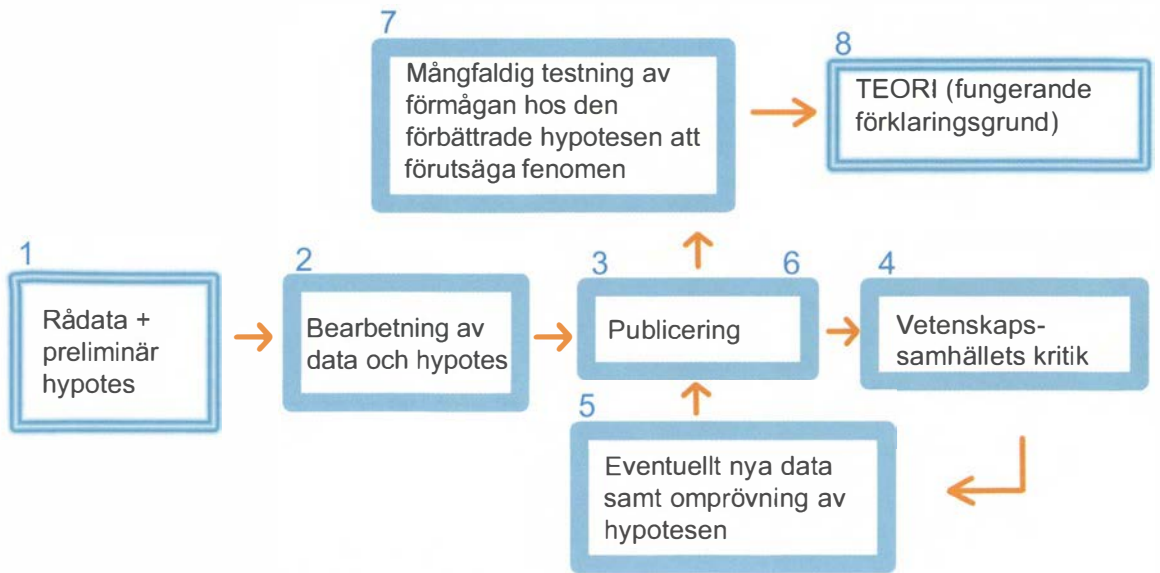 7
Mångfaldig testning av
förmågan hos den
förbättrade hypotesen att
förutsäga fenomen
8
TEORI (fungerande
förklaringsgrund)
1
Rådata +
preliminär
hypotes
2
Bearbetning av
data och hypotes
3
6
Publicering
4
Vetenskaps-
samhällets kritik
5
Eventuellt nya data
samt omprövning av
hypotesen